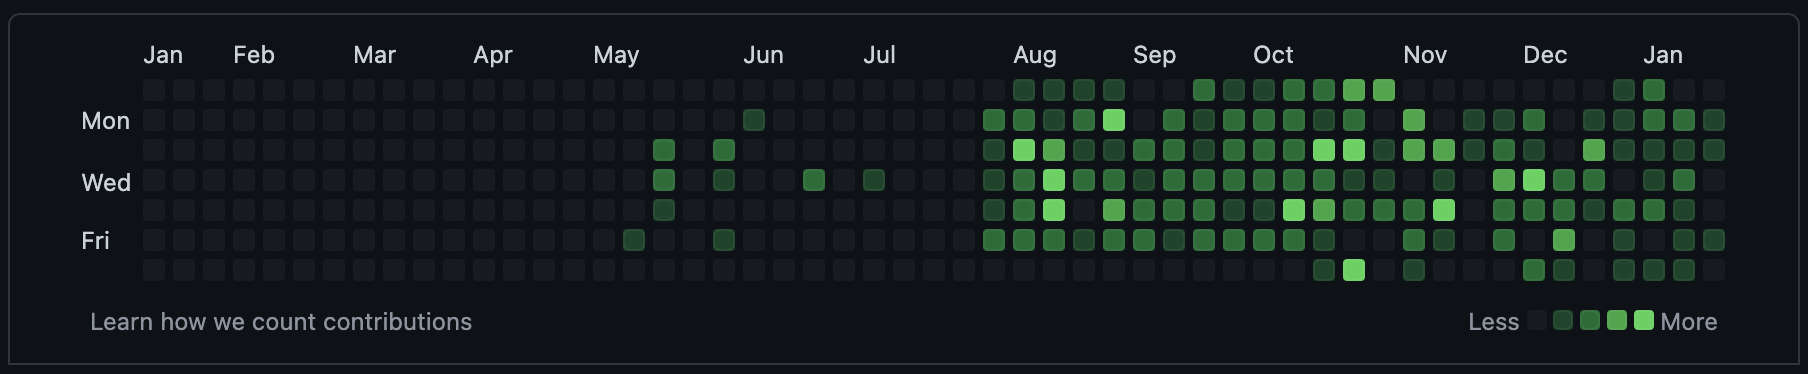 Jan Feb Mar Apr May Jun Jul Aug Sep Oct Nov Dec Jan
Mon
Wed
Fri
Learn how we count contributions
Less More